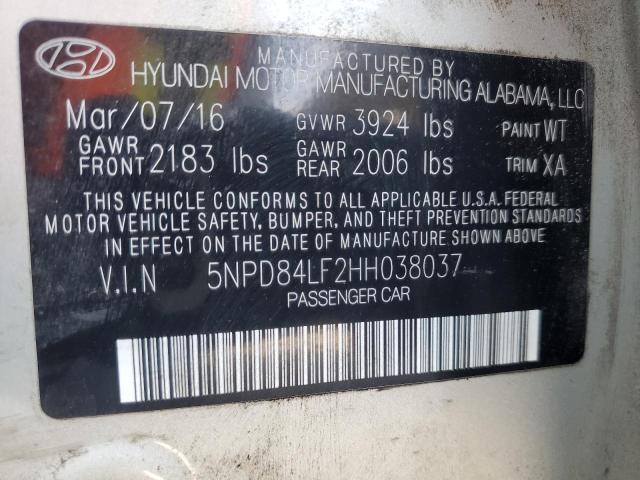 MANUFACTURED BY
HYUNDAI MOTOR MANUFACTURING ALABAMA, LLC
Mar/07/16 GVWR 3924 lbs PAINT WT
GAWR FRONT 2183 lbs GAWR REAR 2006 lbs TRIM XA
THIS VEHICLE CONFORMS TO ALL APPLICABLE U.S.A. FEDERAL
MOTOR VEHICLE SAFETY, BUMPER, AND THEFT PREVENTION STANDARDS
IN EFFECT ON THE DATE OF MANUFACTURE SHOWN ABOVE.
V.I.N 5NPD84LF2HH038037
PASSENGER CAR